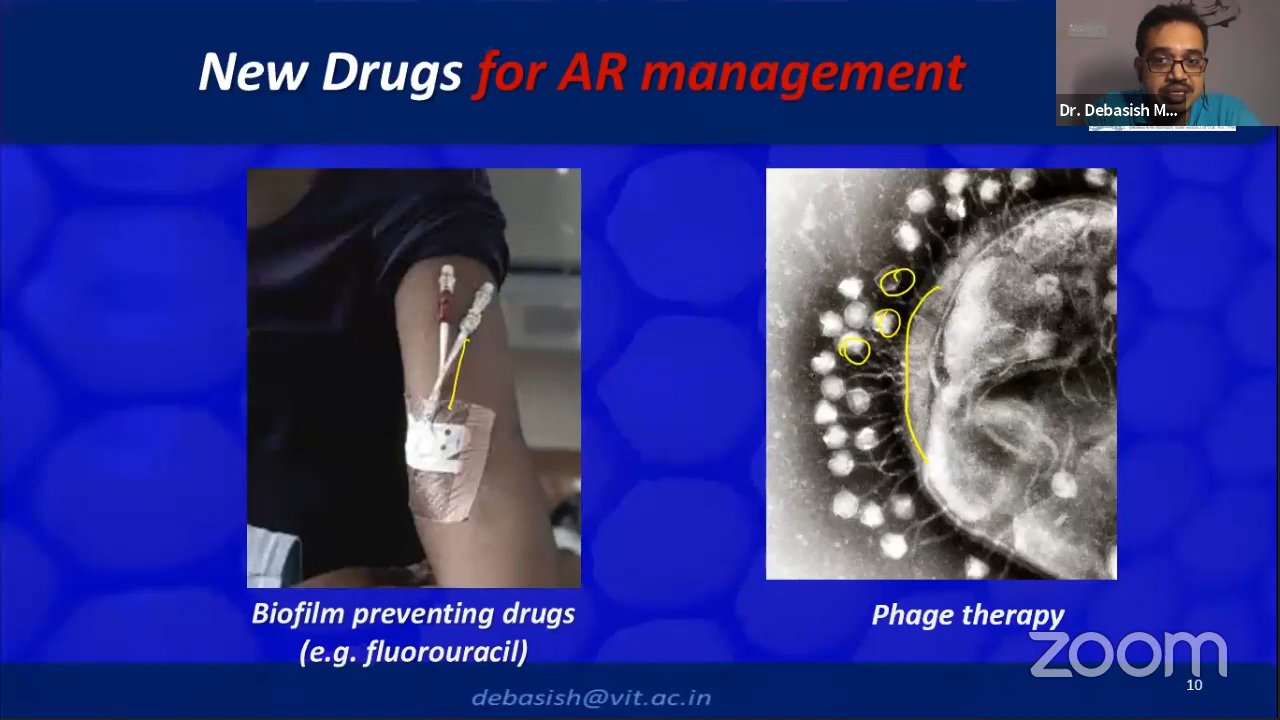 New Drugs for AR management
Dr. Debasish M...
Biofilm preventing drugs
(e.g. fluorouracil)
Phage therapy
zoom
10
debasish@vit.ac.in